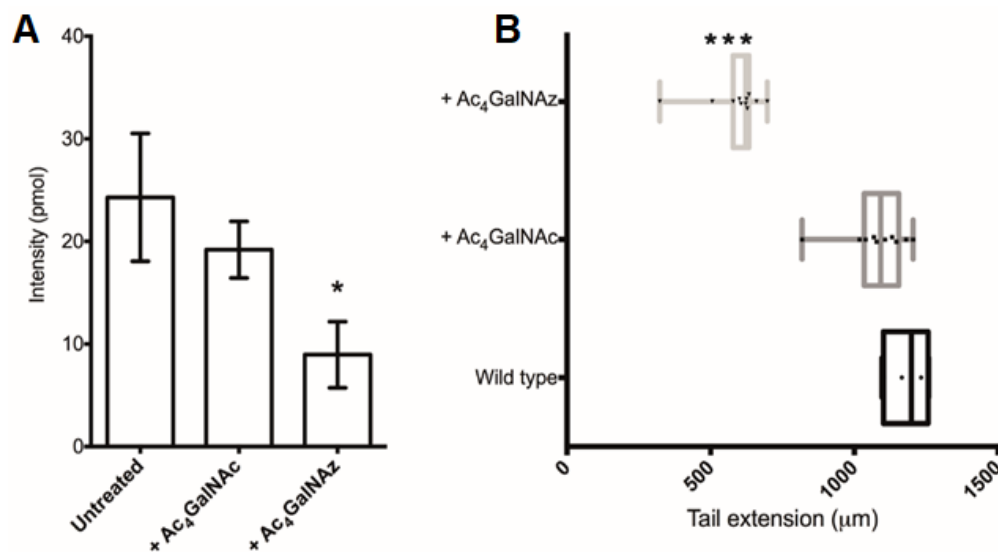 A
40
30
20
10
0
Intensity (pmol)
Untreated
+ Ac₄GalNAc
+ Ac₄GalNAz
*
B
***
+ Ac₄GalNAz
+ Ac₄GalNAc
Wild type
0
500
1000
1500
Tail extension (μm)